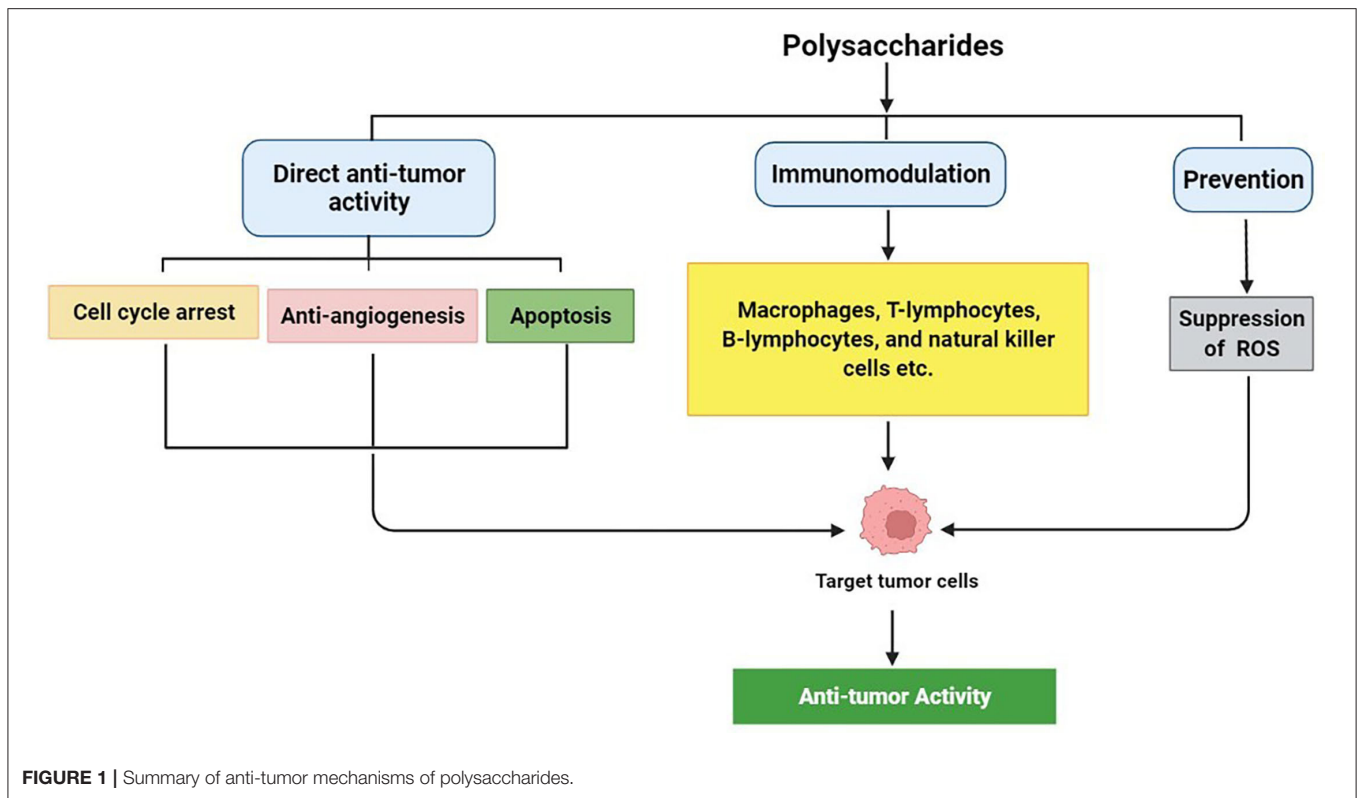 Polysaccharides
Direct anti-tumor
activity
Immunomodulation
Prevention
Cell cycle arrest
Anti-angiogenesis
Apoptosis
Macrophages, T-lymphocytes,
B-lymphocytes, and natural killer
cells etc.
Suppression
of ROS
Target tumor cells
Anti-tumor Activity
FIGURE 1 | Summary of anti-tumor mechanisms of polysaccharides.